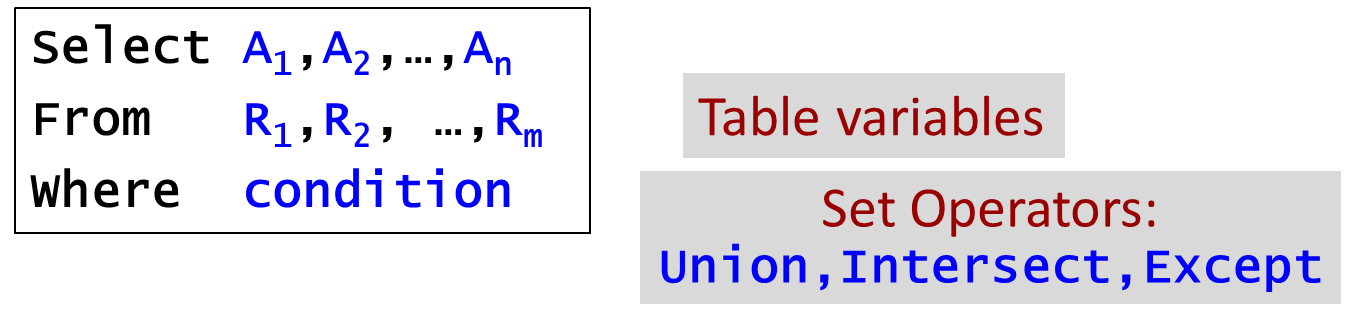 Select A₁,A₂,…,Aₙ
From R₁,R₂, …,Rₘ
Where condition
Table variables
Set Operators:
Union,Intersect,Except